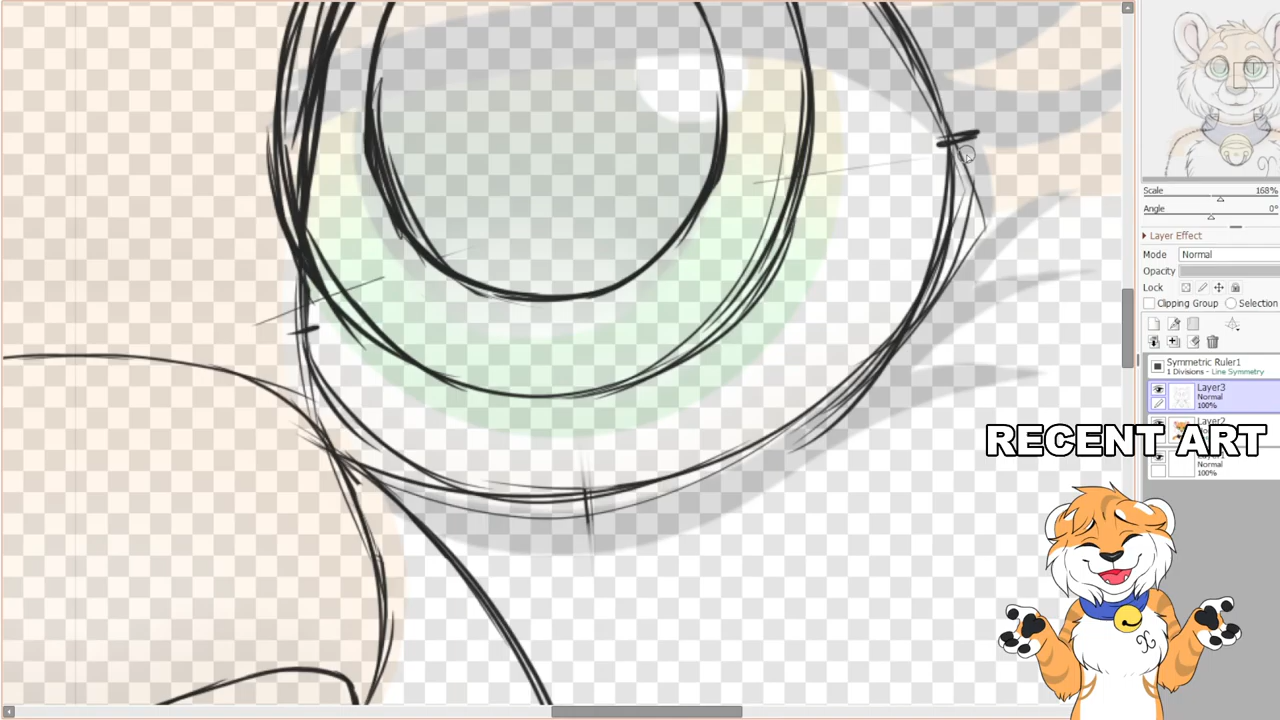 Scale
168%
Angle
0°
Layer Effect
Mode Normal
Opacity
Lock
Clipping Group Selection
Symmetric Ruler1
1 Divisions - Line Symmetry
Layer3
Normal
100%
Layer2
RECENT ART
Normal
100%